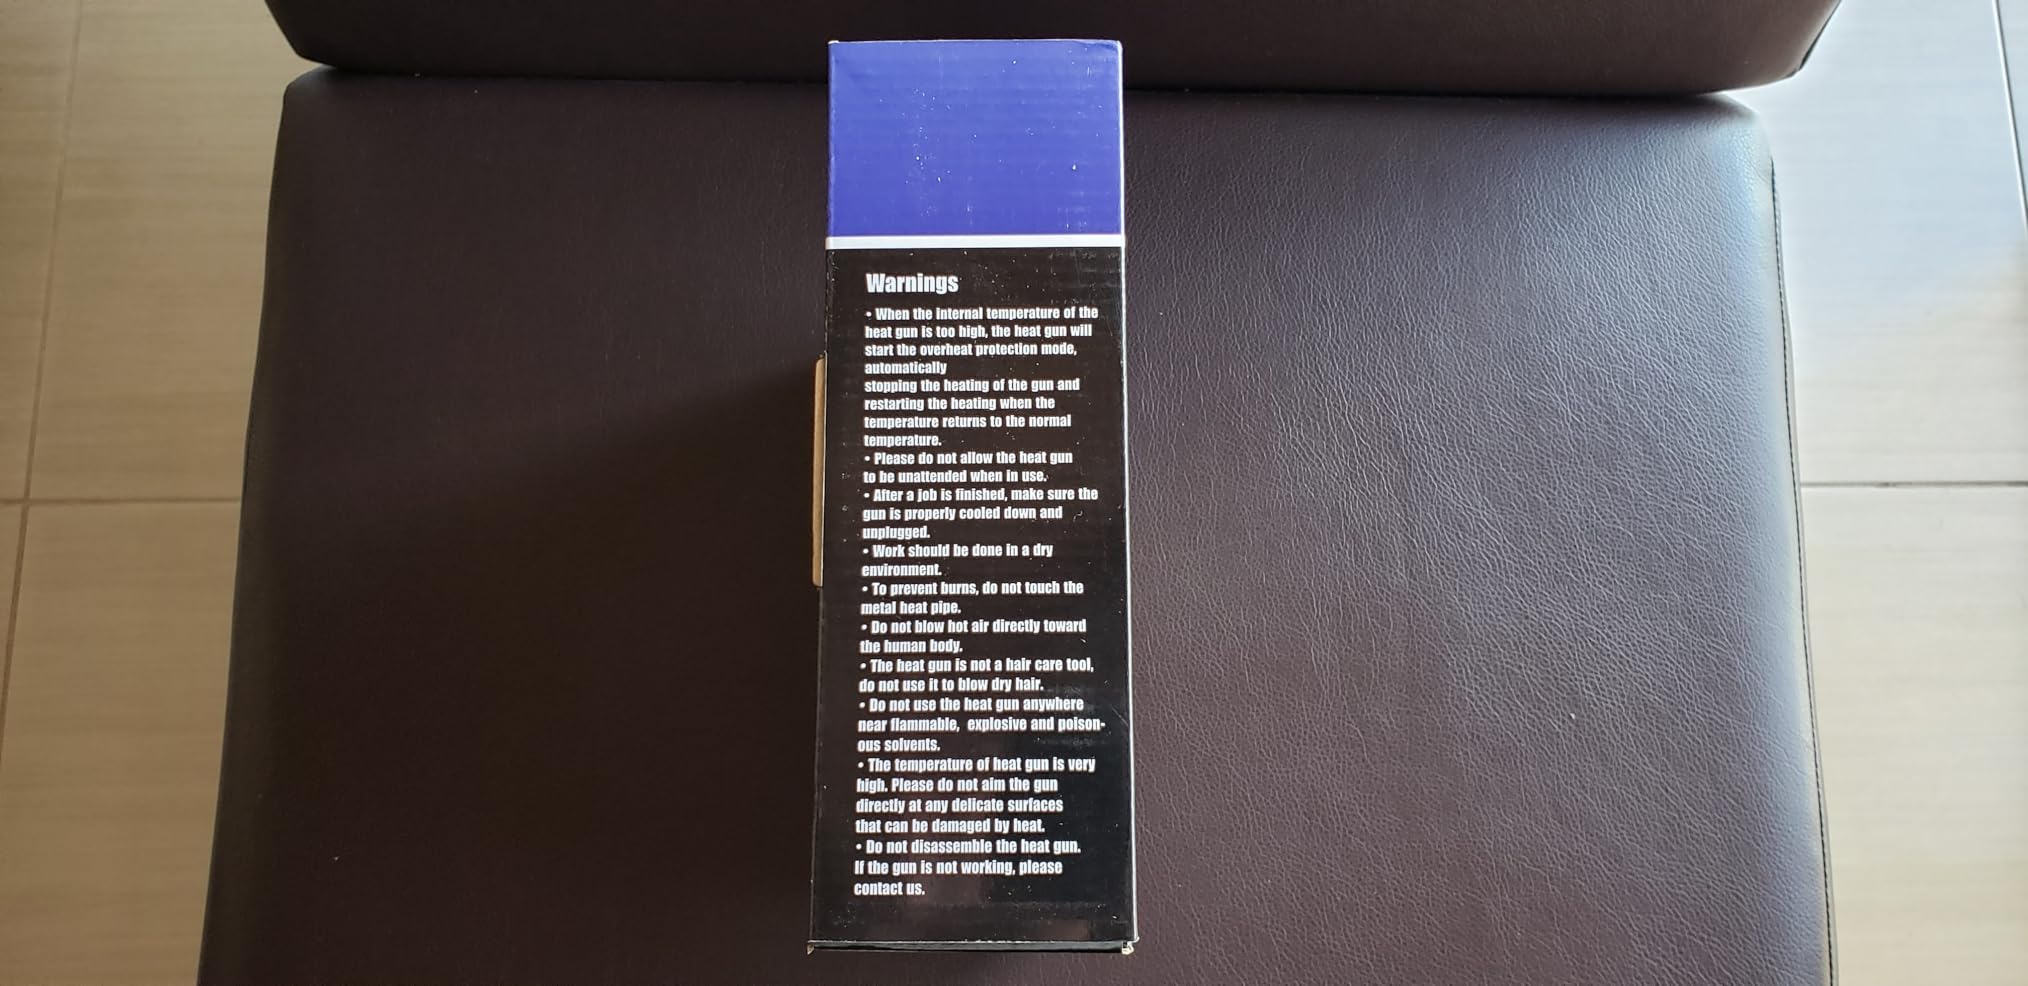 Warnings
• When the internal temperature of the
heat gun is too high, the heat gun will
start the overheat protection mode,
automatically
stopping the heating of the gun and
restarting the heating when the
temperature returns to the normal
temperature.
• Please do not allow the heat gun
to be unattended when in use.
• After a job is finished, make sure the
gun is properly cooled down and
unplugged.
• Work should be done in a dry
environment.
• To prevent burns, do not touch the
metal heat pipe.
• Do not blow hot air directly toward
the human body.
• The heat gun is not a hair care tool,
do not use it to blow dry hair.
• Do not use the heat gun anywhere
near flammable, explosive and poison-
ous solvents.
• The temperature of heat gun is very
high. Please do not aim the gun
directly at any delicate surfaces
that can be damaged by heat.
• Do not disassemble the heat gun.
If the gun is not working, please
contact us.